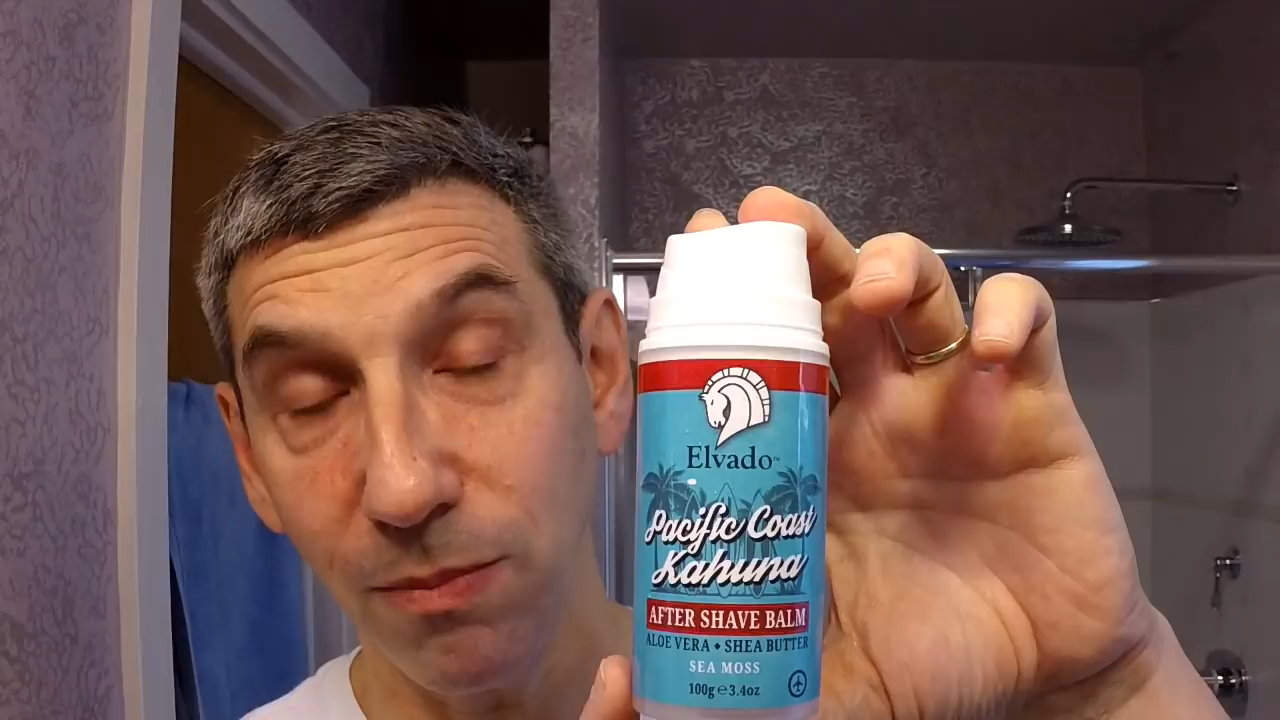 Elvado™
Pacific Coast
Kahuna
AFTER SHAVE BALM
ALOE VERA • SHEA BUTTER
SEA MOSS
100g ℮ 3.4oz